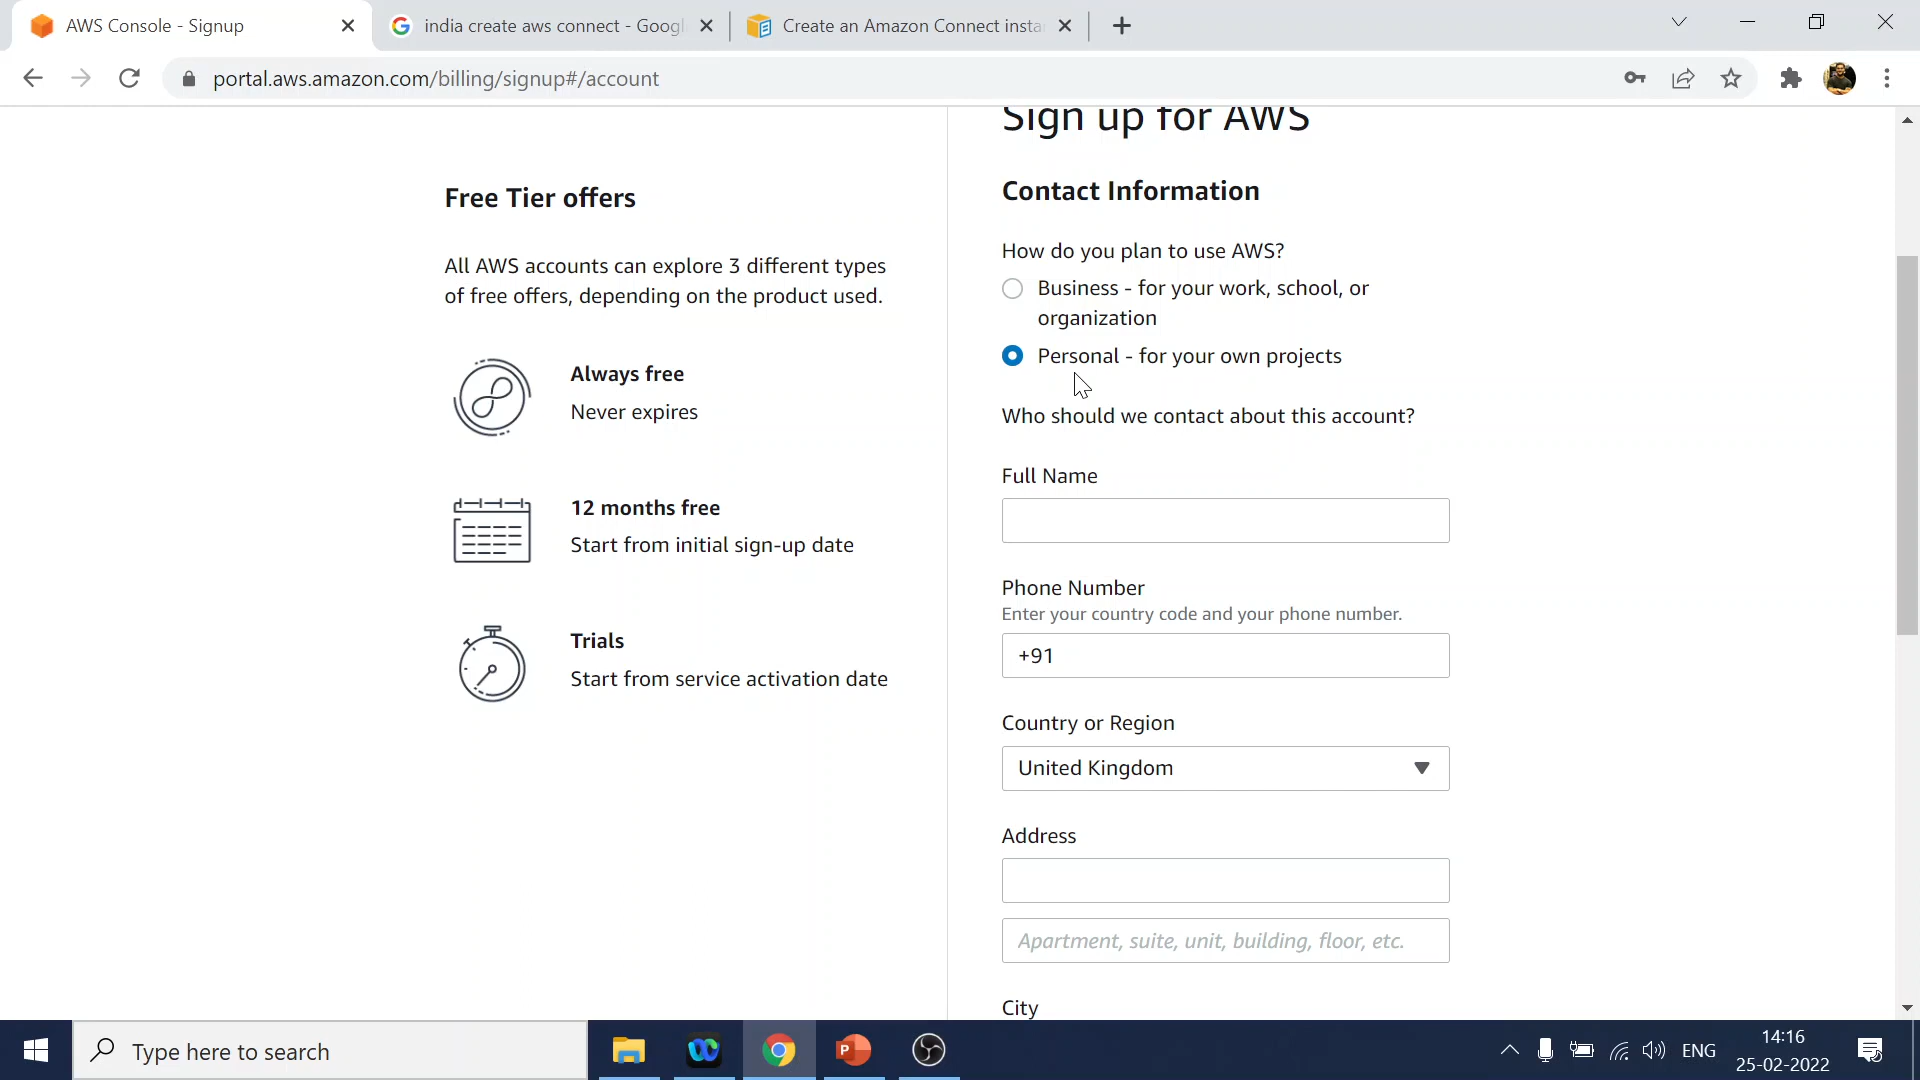 AWS Console - Signup
india create aws connect - Googl
Create an Amazon Connect insta
portal.aws.amazon.com/billing/signup#/account
Sign up for AWS
Free Tier offers
All AWS accounts can explore 3 different types
of free offers, depending on the product used.
Always free
Never expires
12 months free
Start from initial sign-up date
Trials
Start from service activation date
Contact Information
How do you plan to use AWS?
Business - for your work, school, or
organization
Personal - for your own projects
Who should we contact about this account?
Full Name
Phone Number
Enter your country code and your phone number.
+91
Country or Region
United Kingdom
Address
Apartment, suite, unit, building, floor, etc.
City
Type here to search
ENG
14:16
25-02-2022